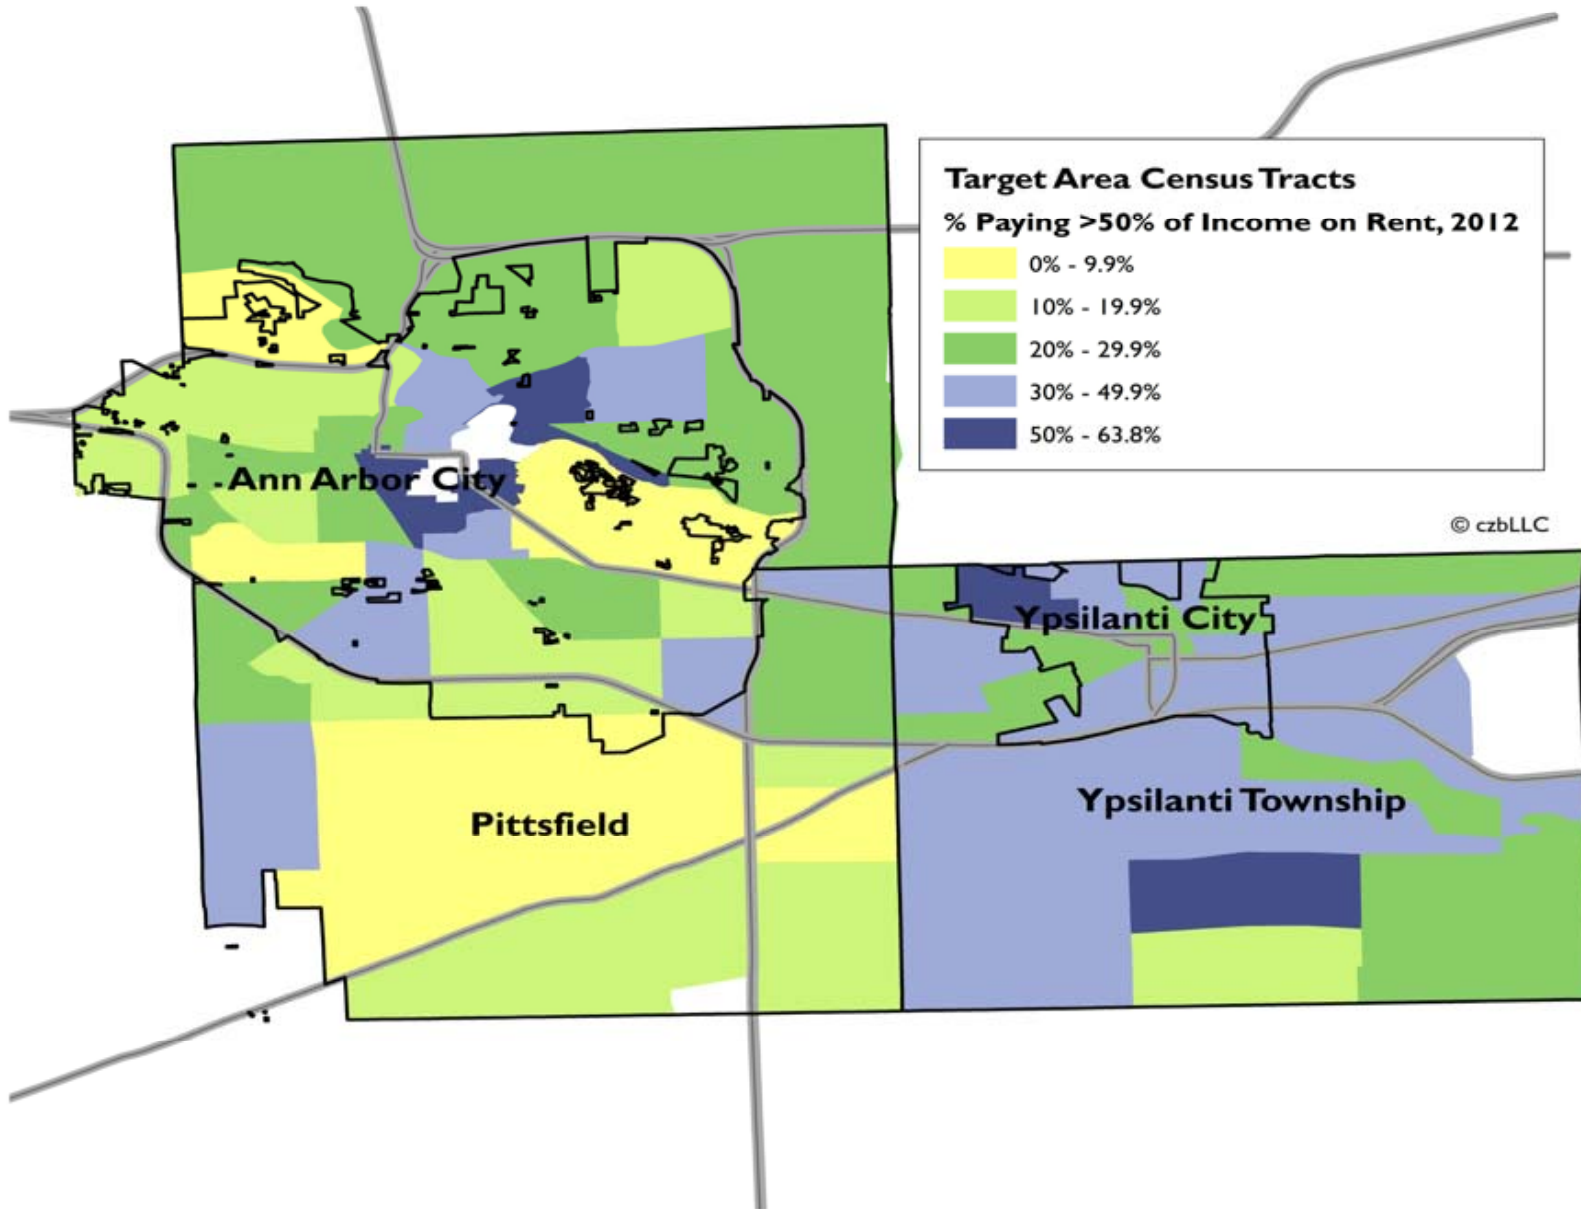 Target Area Census Tracts
% Paying >50% of Income on Rent, 2012
0% - 9.9%
10% - 19.9%
20% - 29.9%
30% - 49.9%
50% - 63.8%
Ann Arbor City
© czbLLC
Ypsilanti City
Ypsilanti Township
Pittsfield